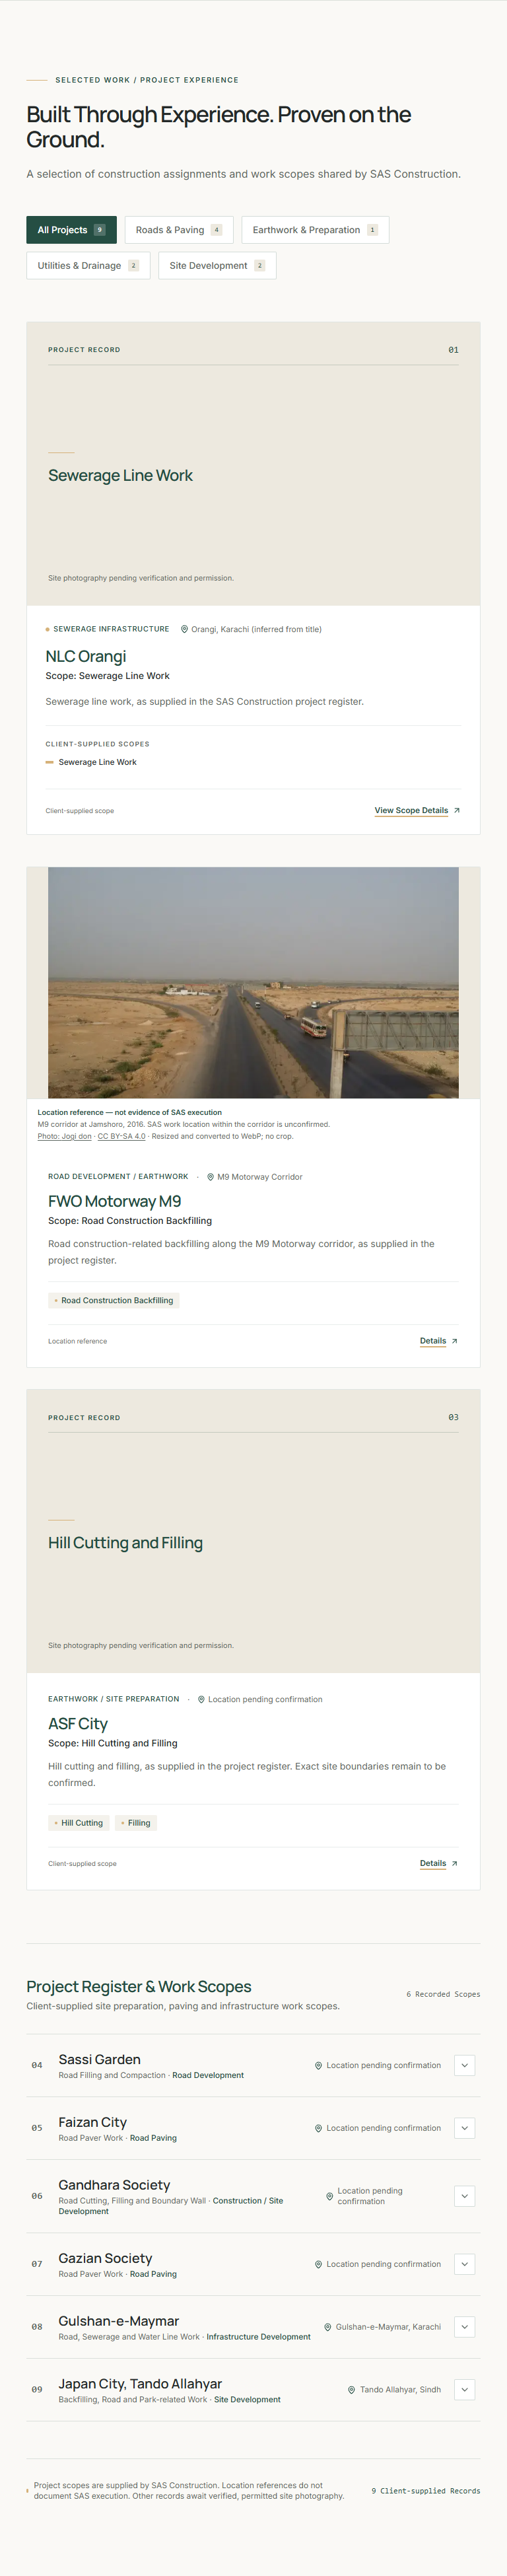 SELECTED WORK / PROJECT EXPERIENCE
Built Through Experience. Proven on the
Ground.
A selection of construction assignments and work scopes shared by SAS Construction.
All Projects 9
Roads & Paving 4
Earthwork & Preparation 1
Utilities & Drainage 2
Site Development 2
PROJECT RECORD 01
Sewerage Line Work
Site photography pending verification and permission.
SEWERAGE INFRASTRUCTURE Orangi, Karachi (inferred from title)
NLC Orangi
Scope: Sewerage Line Work
Sewerage line work, as supplied in the SAS Construction project register.
CLIENT-SUPPLIED SCOPES
Sewerage Line Work
Client-supplied scope View Scope Details
Location reference — not evidence of SAS execution
M9 corridor at Jamshoro, 2016. SAS work location within the corridor is unconfirmed.
Photo: Jogi don · CC BY-SA 4.0 · Resized and converted to WebP; no crop.
ROAD DEVELOPMENT / EARTHWORK · M9 Motorway Corridor
FWO Motorway M9
Scope: Road Construction Backfilling
Road construction-related backfilling along the M9 Motorway corridor, as supplied in the
project register.
Road Construction Backfilling
Location reference Details
PROJECT RECORD 03
Hill Cutting and Filling
Site photography pending verification and permission.
EARTHWORK / SITE PREPARATION · Location pending confirmation
ASF City
Scope: Hill Cutting and Filling
Hill cutting and filling, as supplied in the project register. Exact site boundaries remain to be
confirmed.
Hill Cutting Filling
Client-supplied scope Details
Project Register & Work Scopes
Client-supplied site preparation, paving and infrastructure work scopes.
6 Recorded Scopes
04 Sassi Garden
Road Filling and Compaction · Road Development
Location pending confirmation
05 Faizan City
Road Paver Work · Road Paving
Location pending confirmation
06 Gandhara Society
Road Cutting, Filling and Boundary Wall · Construction / Site
Development
Location pending
confirmation
07 Gazian Society
Road Paver Work · Road Paving
Location pending confirmation
08 Gulshan-e-Maymar
Road, Sewerage and Water Line Work · Infrastructure Development
Gulshan-e-Maymar, Karachi
09 Japan City, Tando Allahyar
Backfilling, Road and Park-related Work · Site Development
Tando Allahyar, Sindh
Project scopes are supplied by SAS Construction. Location references do not
document SAS execution. Other records await verified, permitted site photography.
9 Client-supplied Records